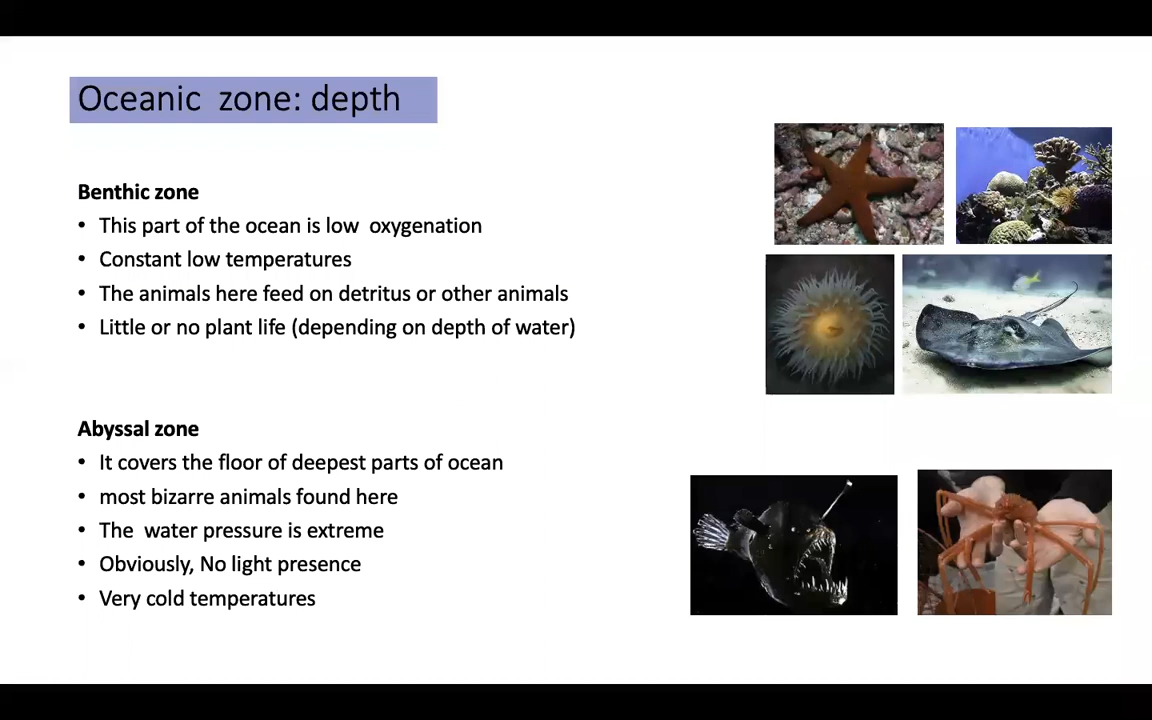 Oceanic zone: depth
Benthic zone
• This part of the ocean is low oxygenation
• Constant low temperatures
• The animals here feed on detritus or other animals
• Little or no plant life (depending on depth of water)
Abyssal zone
• It covers the floor of deepest parts of ocean
• most bizarre animals found here
• The water pressure is extreme
• Obviously, No light presence
• Very cold temperatures